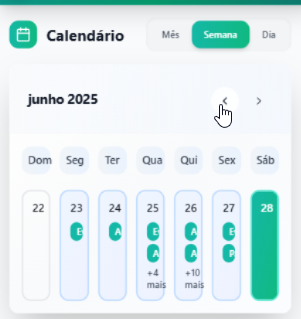 Calendário
Mês Semana Dia
junho 2025
Dom Seg Ter Qua Qui Sex Sáb
22 23 24 25 26 27 28
E A E A E
A A P
+4 mais +10 mais